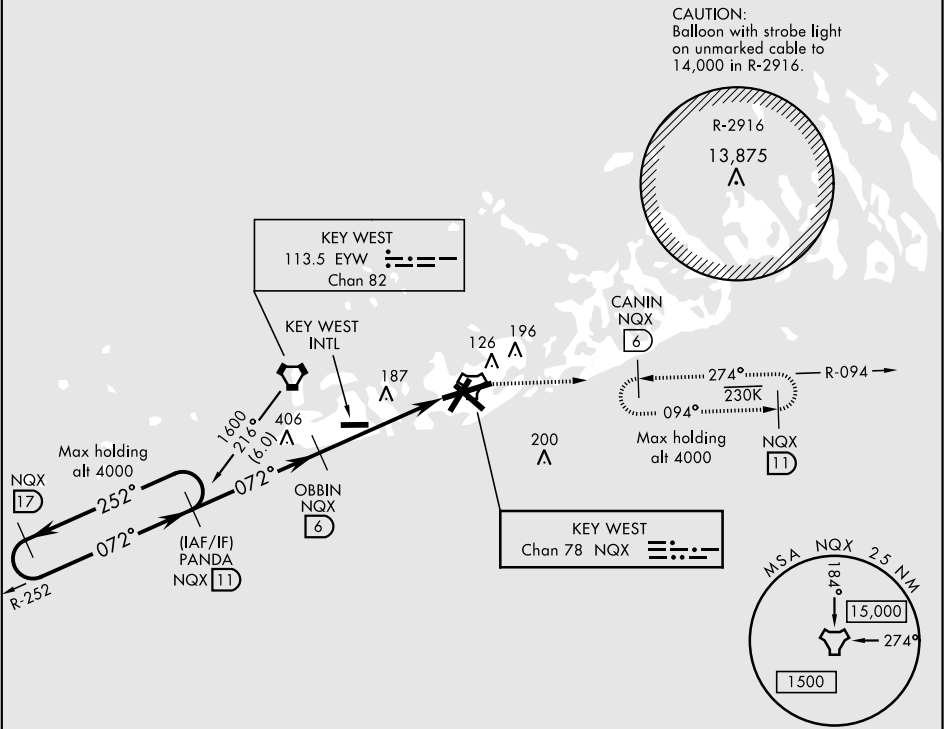 CAUTION:
Balloon with strobe light
on unmarked cable to
14,000 in R-2916.
R-2916
13,875
KEY WEST
113.5 EYW
Chan 82
KEY WEST
INTL
CANIN
NQX
6
126
196
187
274°
R-094
230K
094°
Max holding
alt 4000
NQX
11
1600
216°
(6.0)
406
Max holding
alt 4000
NQX
17
252°
072°
072°
OBBIN
NQX
6
200
(IAF/IF)
PANDA
NQX 11
R-252
KEY WEST
Chan 78 NQX
MSA NQX 25 NM
184°
15,000
274°
1500